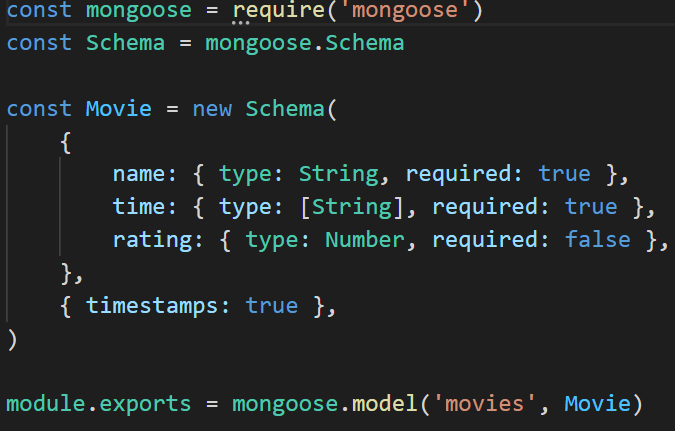 const mongoose = require('mongoose')
const Schema = mongoose.Schema

const Movie = new Schema(
    {
        name: { type: String, required: true },
        time: { type: [String], required: true },
        rating: { type: Number, required: false },
    },
    { timestamps: true },
)

module.exports = mongoose.model('movies', Movie)